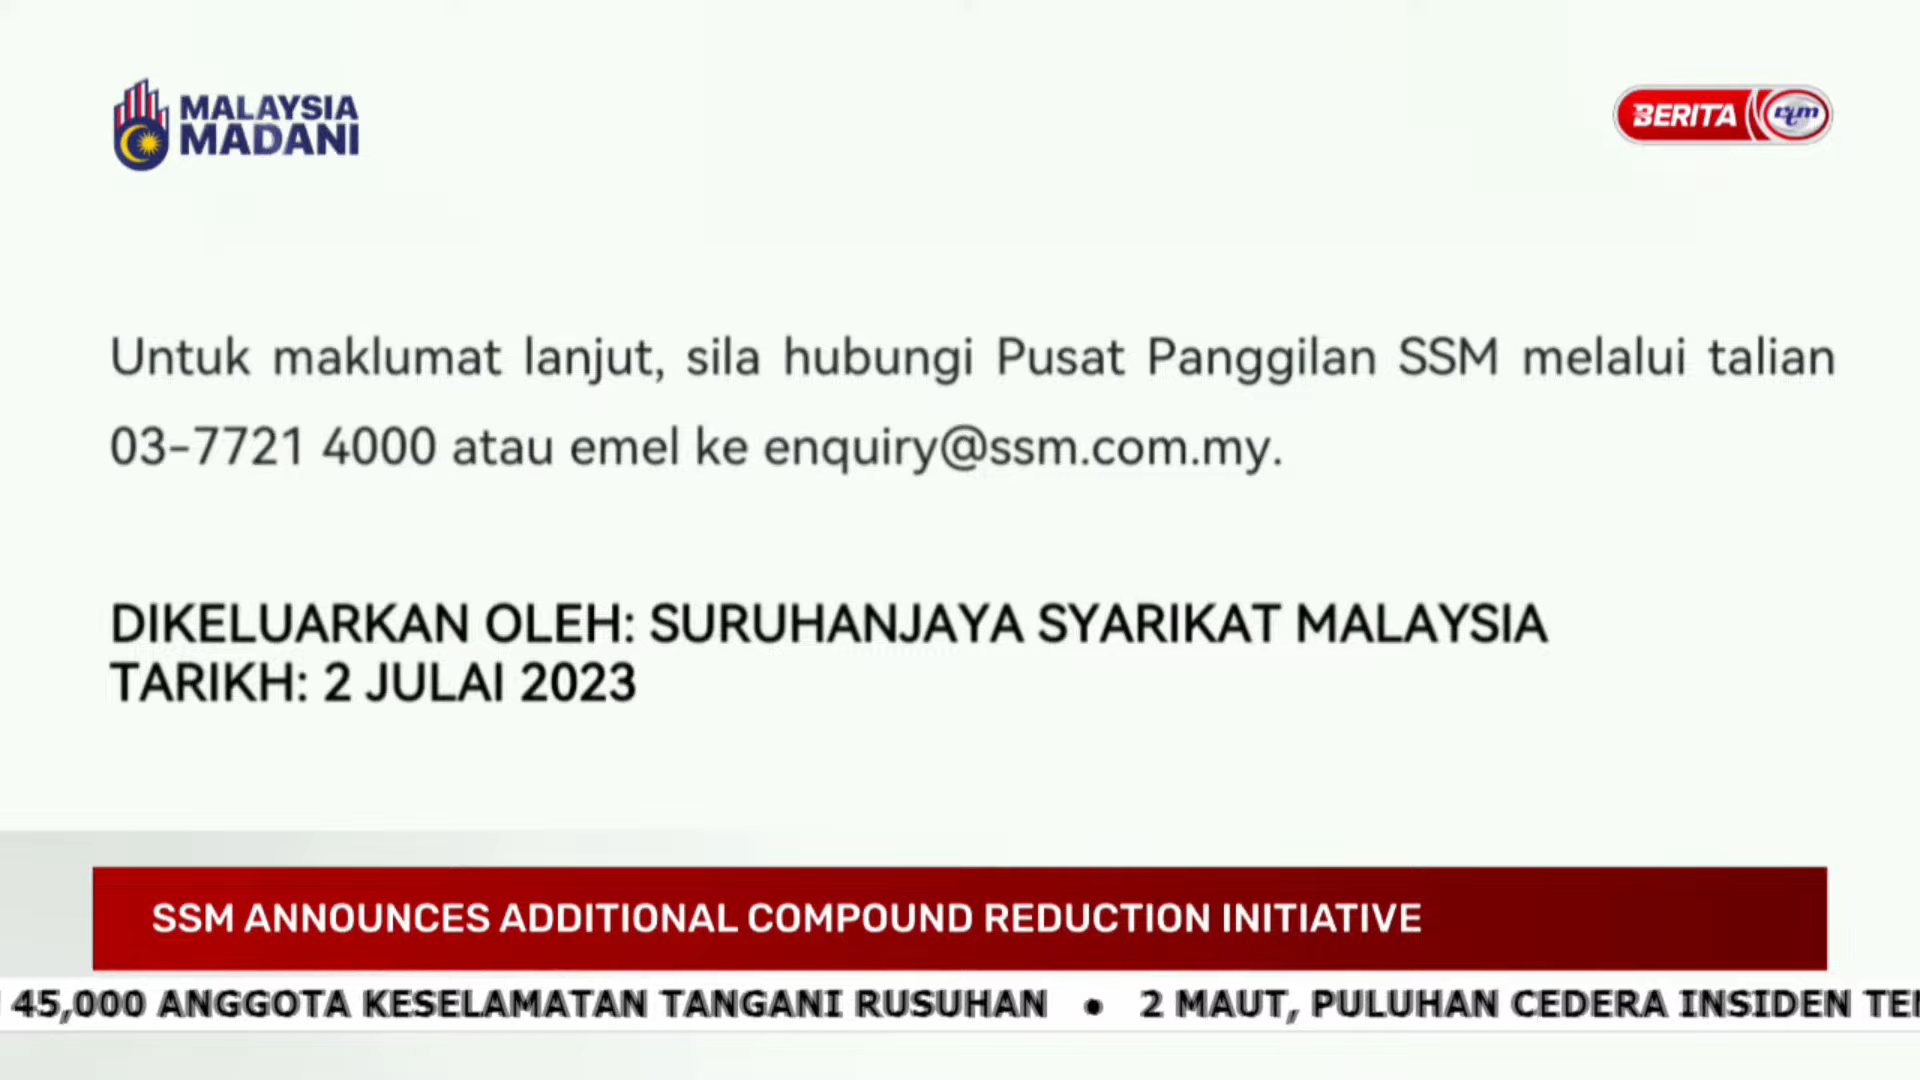 MALAYSIA
MADANI
BERITA rtm
Untuk maklumat lanjut, sila hubungi Pusat Panggilan SSM melalui talian
03-7721 4000 atau emel ke enquiry@ssm.com.my.
DIKELUARKAN OLEH: SURUHANJAYA SYARIKAT MALAYSIA
TARIKH: 2 JULAI 2023
SSM ANNOUNCES ADDITIONAL COMPOUND REDUCTION INITIATIVE
45,000 ANGGOTA KESELAMATAN TANGANI RUSUHAN • 2 MAUT, PULUHAN CEDERA INSIDEN